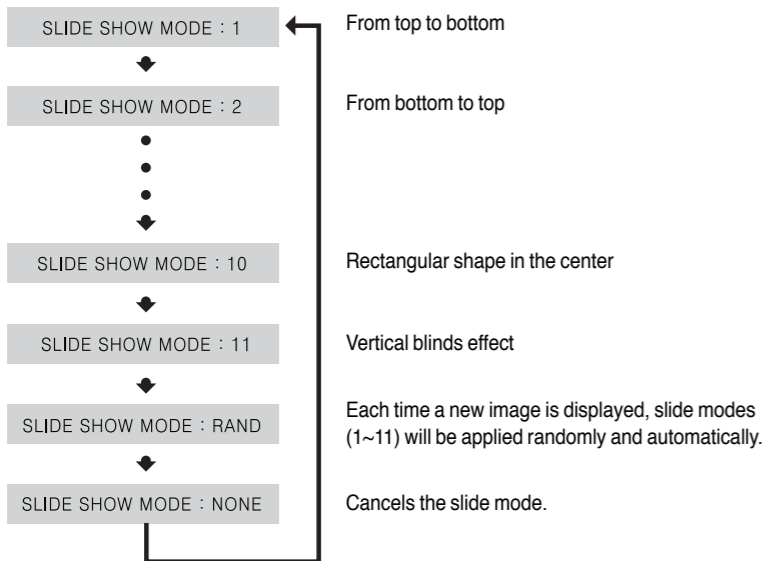 SLIDE SHOW MODE : 1
From top to bottom
SLIDE SHOW MODE : 2
From bottom to top
SLIDE SHOW MODE : 10
Rectangular shape in the center
SLIDE SHOW MODE : 11
Vertical blinds effect
SLIDE SHOW MODE : RAND
Each time a new image is displayed, slide modes
(1~11) will be applied randomly and automatically.
SLIDE SHOW MODE : NONE
Cancels the slide mode.